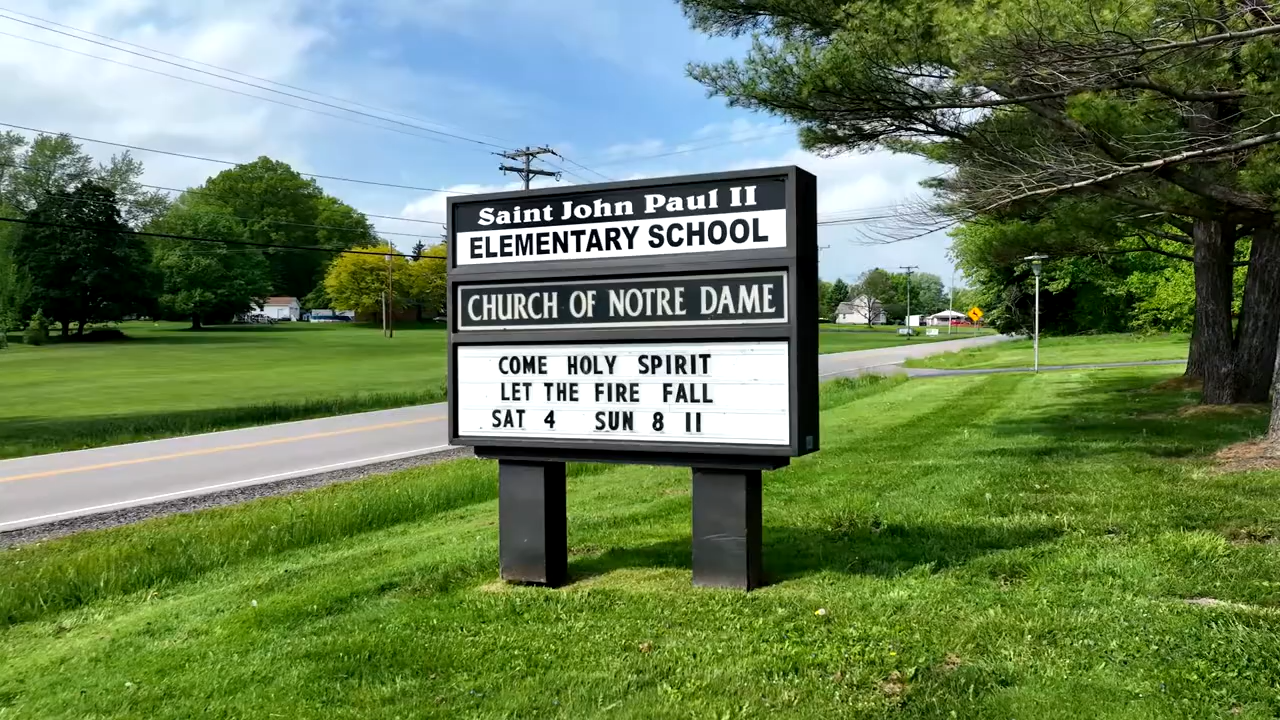 Saint John Paul II
ELEMENTARY SCHOOL
CHURCH OF NOTRE DAME
COME HOLY SPIRIT
LET THE FIRE FALL
SAT 4 SUN 8 11